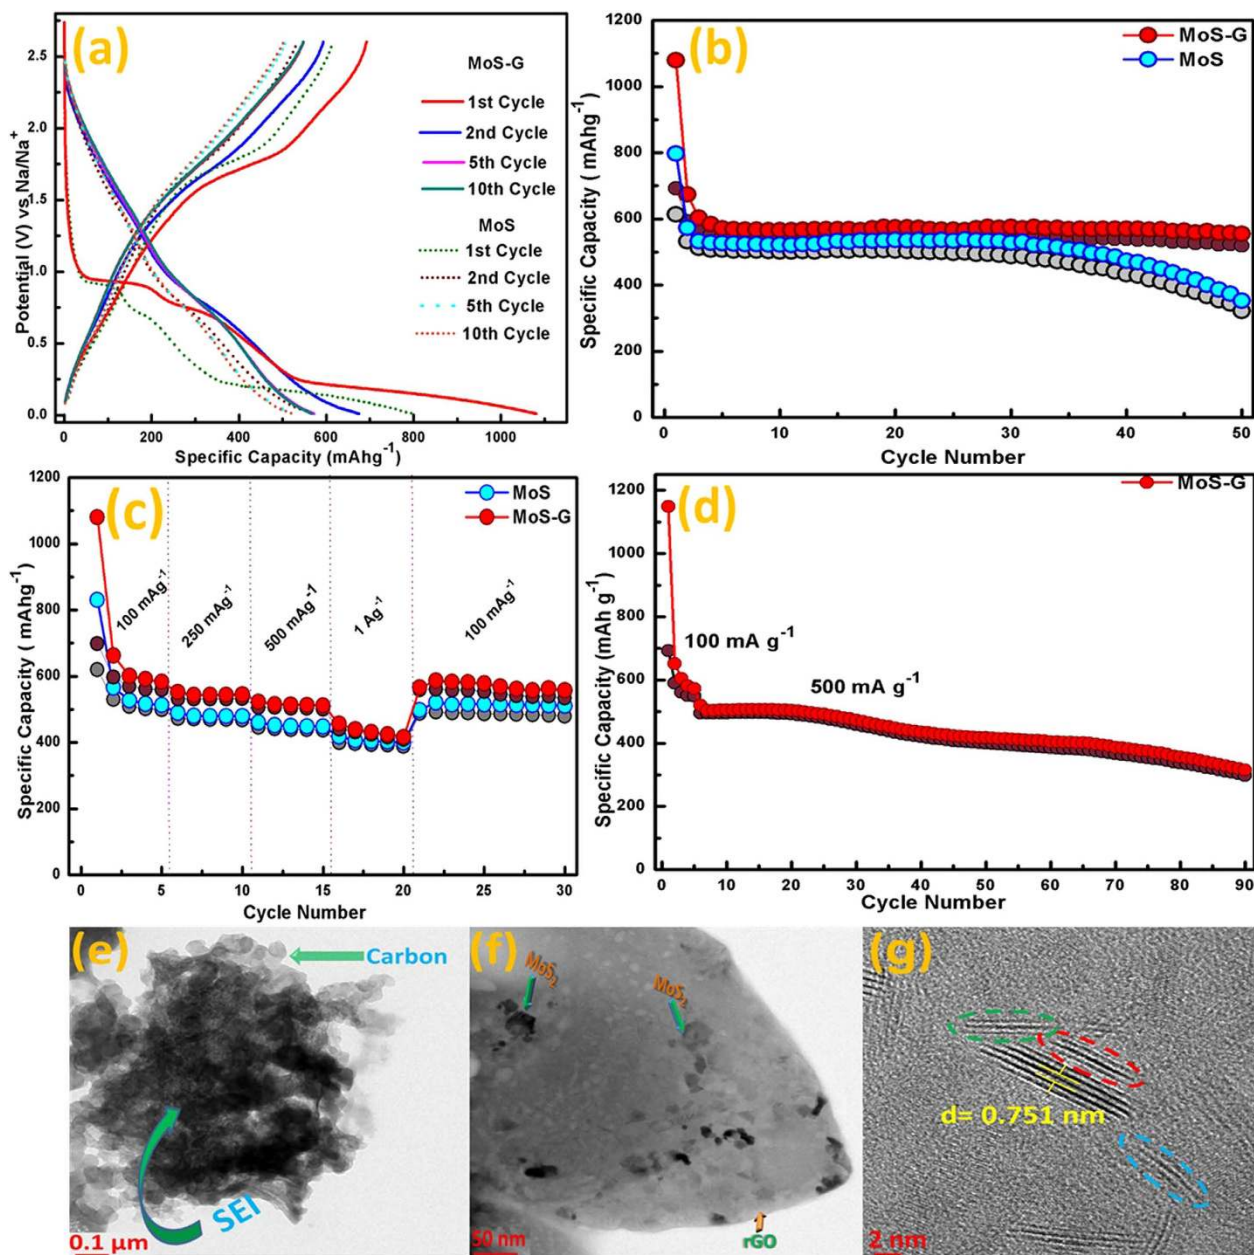 (a)
MoS-G
1st Cycle
2nd Cycle
5th Cycle
10th Cycle
MoS
1st Cycle
2nd Cycle
5th Cycle
10th Cycle
2.5
2.0
1.5
1.0
0.5
0.0
Potential (V) vs Na/Na⁺
0 200 400 600 800 1000
Specific Capacity (mAhg⁻¹)
(b)
MoS-G
MoS
1200
1000
800
600
400
200
0
Specific Capacity ( mAhg⁻¹)
0 10 20 30 40 50
Cycle Number
(c)
MoS
MoS-G
1200
1000
800
600
400
200
0
Specific Capacity ( mAhg⁻¹)
100 mAg⁻¹
250 mAg⁻¹
500 mAg⁻¹
1 Ag⁻¹
100 mAg⁻¹
0 5 10 15 20 25 30
Cycle Number
(d)
MoS-G
1200
1000
800
600
400
200
0
Specific Capacity (mAh g⁻¹)
100 mA g⁻¹
500 mA g⁻¹
0 10 20 30 40 50 60 70 80 90
Cycle Number
(e)
Carbon
SEI
0.1 µm
(f)
MoS₂
MoS₂
rGO
50 nm
(g)
d= 0.751 nm
2 nm